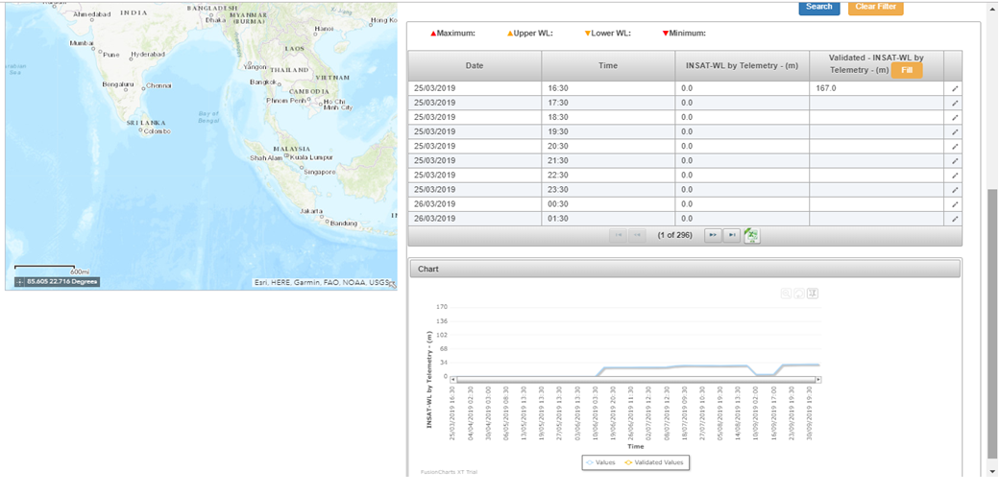 Search Clear Filter
Ahmedabad INDIA
BANGLADESH
Dhaka MYANMAR
(BURMA)
Hong Ko
Hanoi
Mumbai
Pune Hyderabad
LAOS
Yangon THAILAND
VIETNAM
Bengaluru Chennai
Bangkok
CAMBODIA
Phnom Penh Ho Chi
Minh City
Bay of
Bengal
SRI LANKA
Colombo
MALAYSIA
Shah Alam Kuala Lumpur
Singapore
Jakarta
Bandung
600mi
85.605 22.716 Degrees
Esri, HERE, Garmin, FAO, NOAA, USGS
Maximum: Upper WL: Lower WL: Minimum:
Date Time INSAT-WL by Telemetry - (m) Validated - INSAT-WL by
Telemetry - (m) Fill
25/03/2019 16:30 0.0 167.0
25/03/2019 17:30 0.0
25/03/2019 18:30 0.0
25/03/2019 19:30 0.0
25/03/2019 20:30 0.0
25/03/2019 21:30 0.0
25/03/2019 22:30 0.0
25/03/2019 23:30 0.0
26/03/2019 00:30 0.0
26/03/2019 01:30 0.0
(1 of 296)
Chart
INSAT-WL by Telemetry - (m)
170
136
102
68
34
0
25/03/2019 16:30
04/04/2019 02:30
30/04/2019 03:00
06/05/2019 08:30
13/05/2019 13:30
19/05/2019 13:30
27/05/2019 13:30
03/06/2019 13:30
10/06/2019 03:30
19/06/2019 20:30
26/06/2019 11:30
02/07/2019 12:30
08/07/2019 12:30
18/07/2019 09:30
27/07/2019 10:30
05/08/2019 19:30
14/08/2019 13:30
10/09/2019 02:00
16/09/2019 17:00
23/09/2019 19:30
30/09/2019 19:30
Time
Values Validated Values
FusionCharts XT Trial